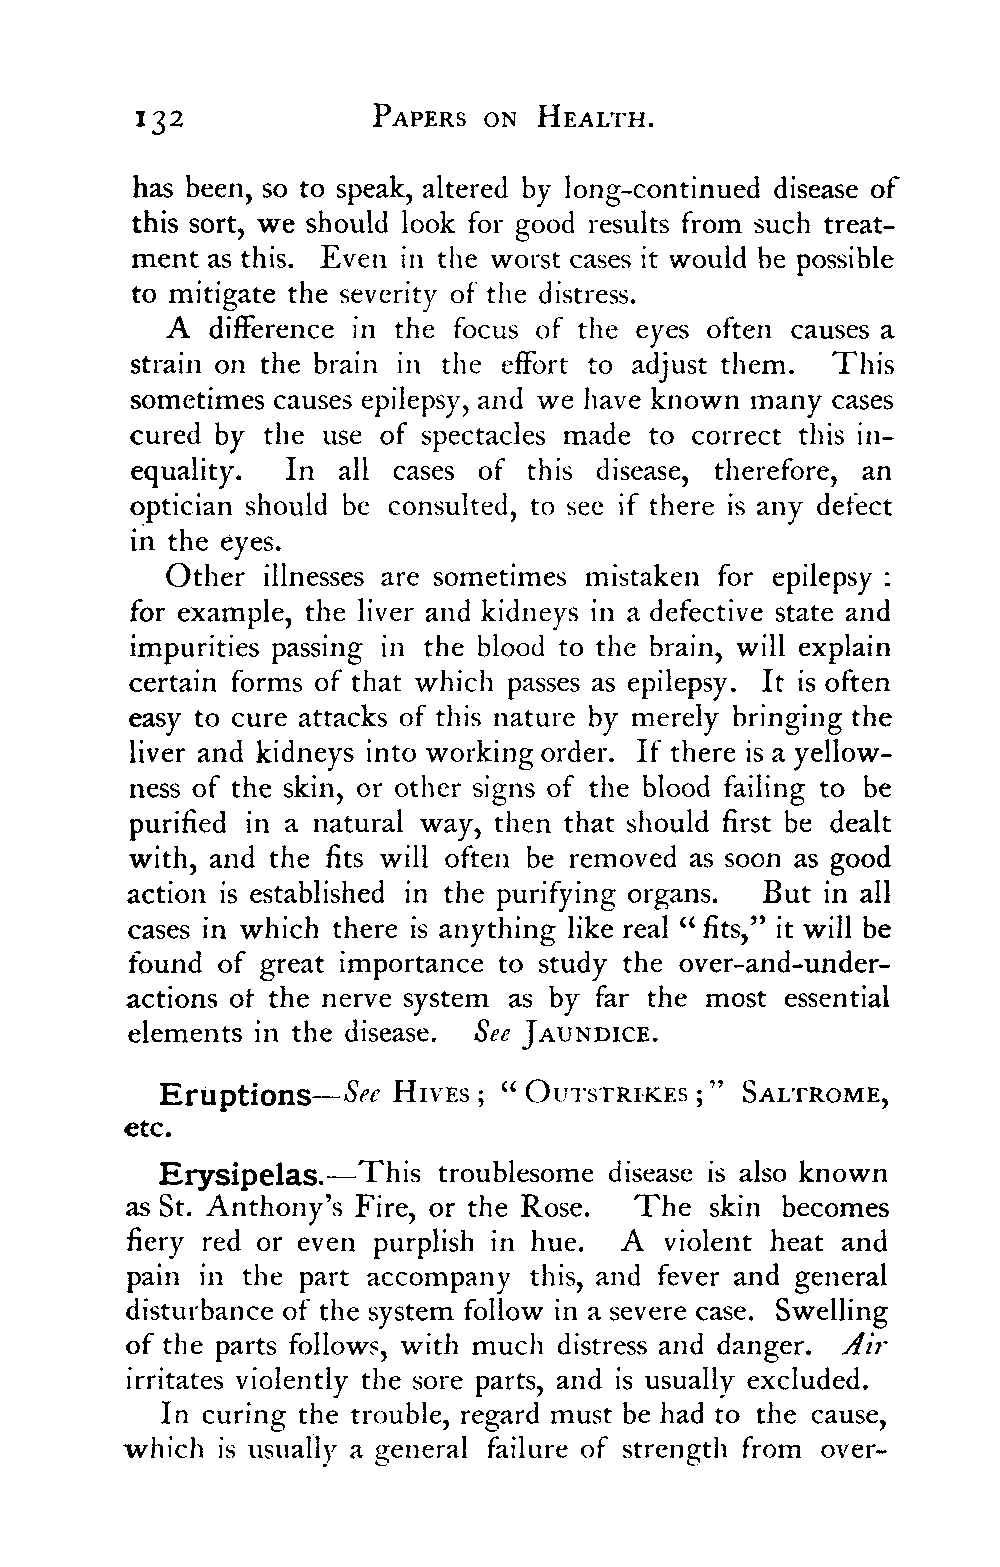 132 PAPERS ON HEALTH.
has been, so to speak, altered by long-continued disease of
this sort, we should look for good results from such treat-
ment as this. Even in the worst cases it would be possible
to mitigate the severity of the distress.
A difference in the focus of the eyes often causes a
strain on the brain in the effort to adjust them. This
sometimes causes epilepsy, and we have known many cases
cured by the use of spectacles made to correct this in-
equality. In all cases of this disease, therefore, an
optician should be consulted, to see if there is any defect
in the eyes.
Other illnesses are sometimes mistaken for epilepsy :
for example, the liver and kidneys in a defective state and
impurities passing in the blood to the brain, will explain
certain forms of that which passes as epilepsy. It is often
easy to cure attacks of this nature by merely bringing the
liver and kidneys into working order. If there is a yellow-
ness of the skin, or other signs of the blood failing to be
purified in a natural way, then that should first be dealt
with, and the fits will often be removed as soon as good
action is established in the purifying organs. But in all
cases in which there is anything like real “ fits,” it will be
found of great importance to study the over-and-under-
actions of the nerve system as by far the most essential
elements in the disease. See JAUNDICE.
Eruptions—See HIVES ; “ OUTSTRIKES ; ” SALTROME,
etc.
Erysipelas.—This troublesome disease is also known
as St. Anthony’s Fire, or the Rose. The skin becomes
fiery red or even purplish in hue. A violent heat and
pain in the part accompany this, and fever and general
disturbance of the system follow in a severe case. Swelling
of the parts follows, with much distress and danger. Air
irritates violently the sore parts, and is usually excluded.
In curing the trouble, regard must be had to the cause,
which is usually a general failure of strength from over-